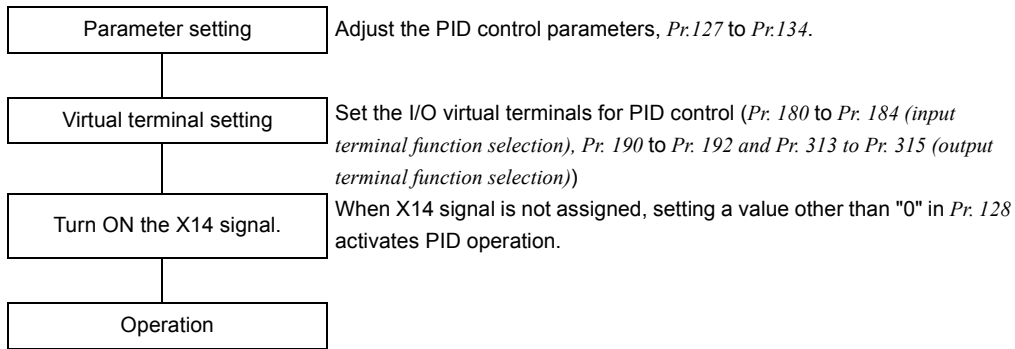 Parameter setting
Adjust the PID control parameters, Pr.127 to Pr.134.
Virtual terminal setting
Set the I/O virtual terminals for PID control (Pr. 180 to Pr. 184 (input
terminal function selection), Pr. 190 to Pr. 192 and Pr. 313 to Pr. 315 (output
terminal function selection))
Turn ON the X14 signal.
When X14 signal is not assigned, setting a value other than "0" in Pr. 128
activates PID operation.
Operation